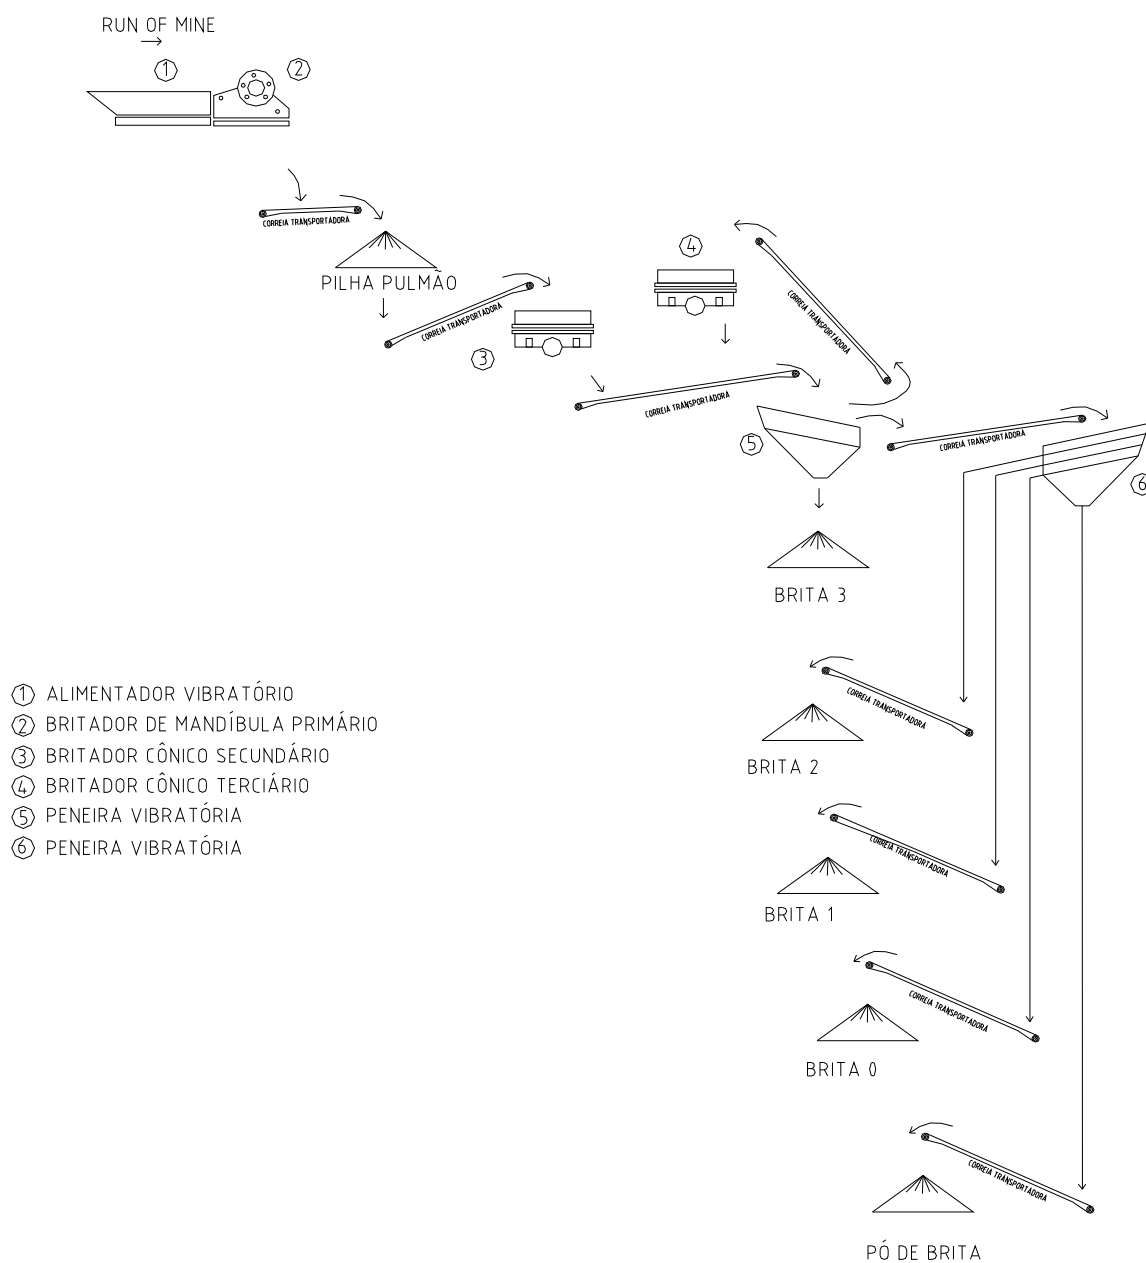 RUN OF MINE
1
2
CORREIA TRANSPORTADORA
PILHA PULMÃO
4
CORREIA TRANSPORTADORA
CORREIA TRANSPORTADORA
3
CORREIA TRANSPORTADORA
5
CORREIA TRANSPORTADORA
6
BRITA 3
CORREIA TRANSPORTADORA
BRITA 2
CORREIA TRANSPORTADORA
BRITA 1
CORREIA TRANSPORTADORA
BRITA 0
CORREIA TRANSPORTADORA
PÓ DE BRITA
1 ALIMENTADOR VIBRATÓRIO
2 BRITADOR DE MANDÍBULA PRIMÁRIO
3 BRITADOR CÔNICO SECUNDÁRIO
4 BRITADOR CÔNICO TERCIÁRIO
5 PENEIRA VIBRATÓRIA
6 PENEIRA VIBRATÓRIA